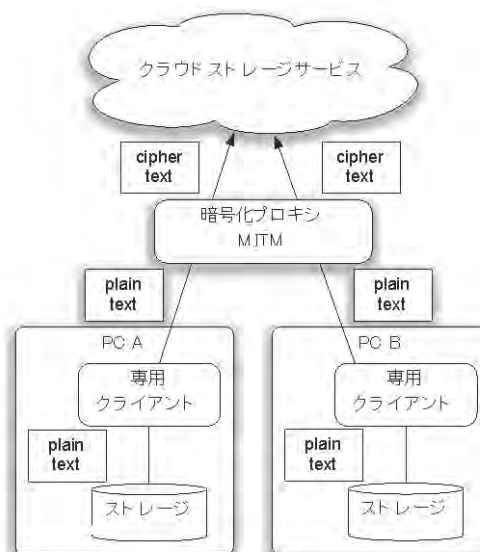 クラウドストレージサービス
cipher
text
cipher
text
暗号化プロキシ
MITM
plain
text
plain
text
PC A
PC B
専用
クライアント
専用
クライアント
plain
text
plain
text
ストレージ
ストレージ